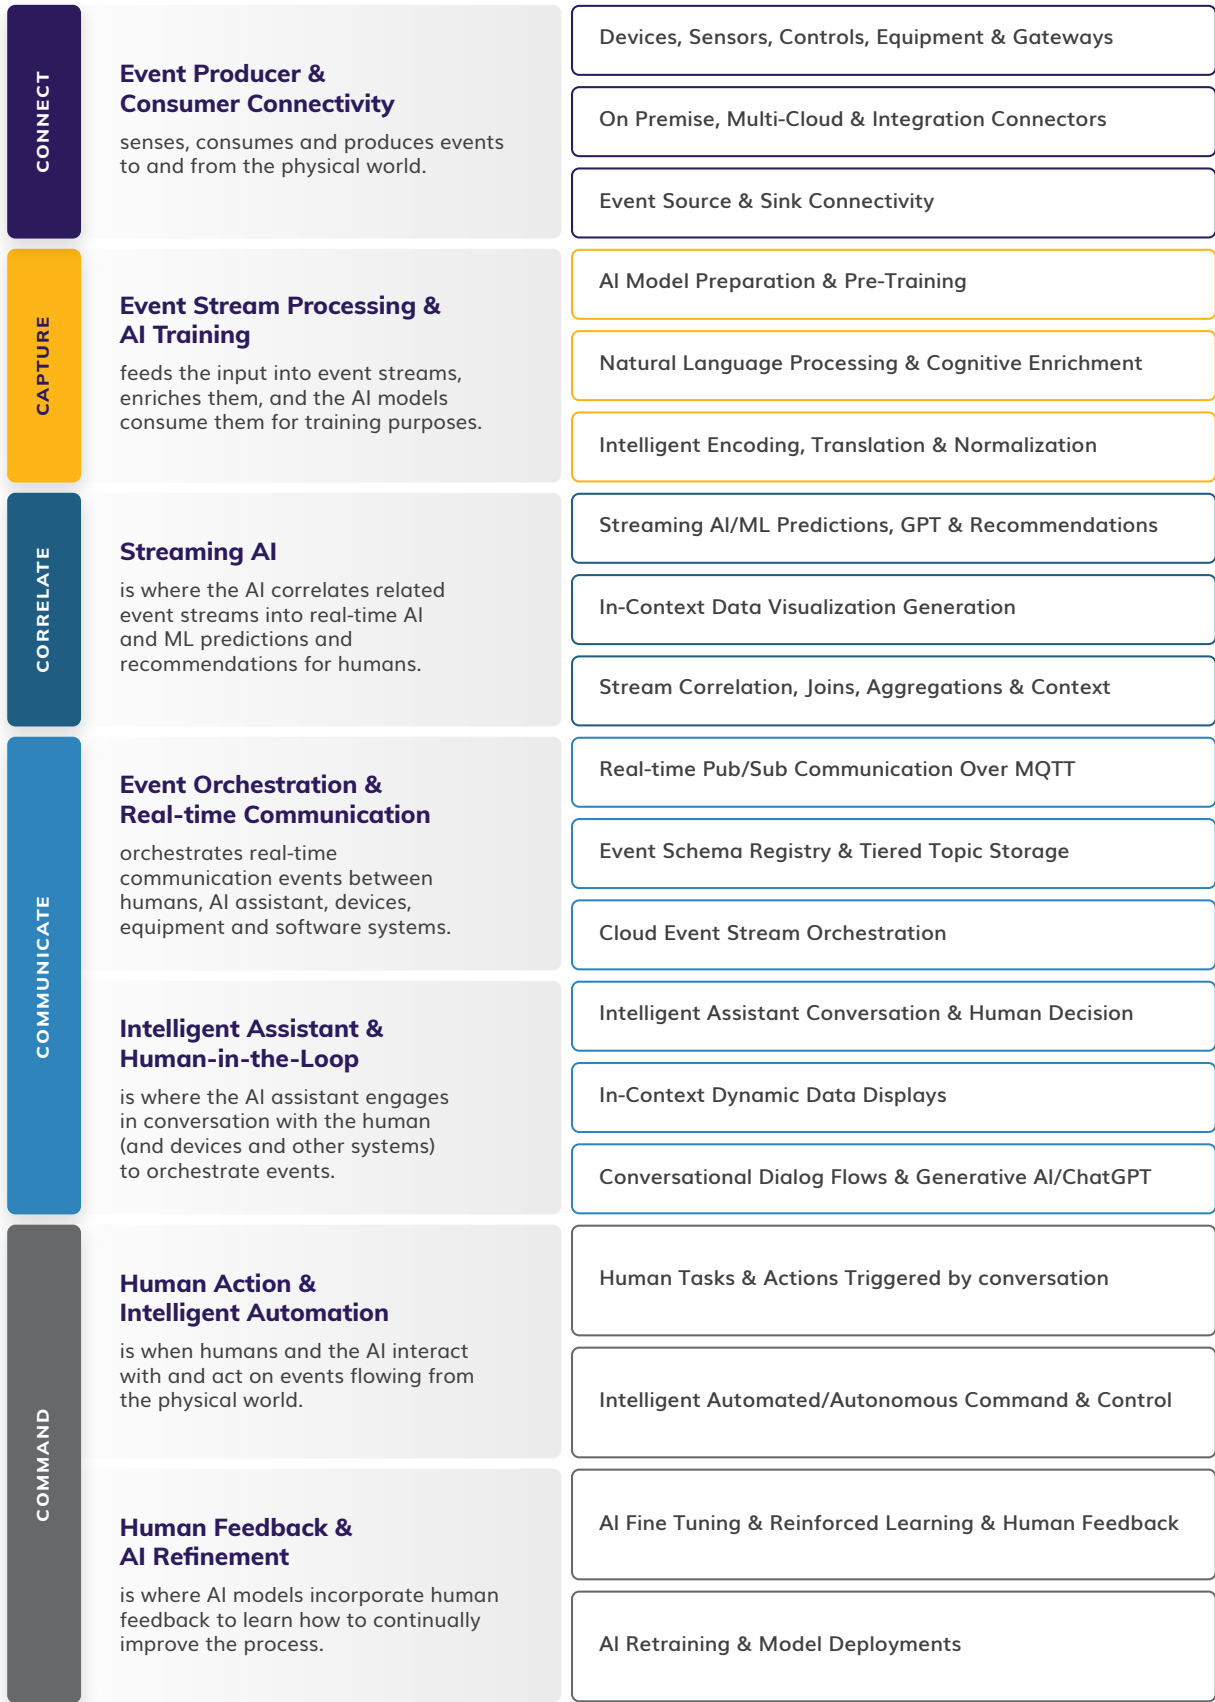 CONNECT
Event Producer &
Consumer Connectivity
senses, consumes and produces events
to and from the physical world.
Devices, Sensors, Controls, Equipment & Gateways
On Premise, Multi-Cloud & Integration Connectors
Event Source & Sink Connectivity
CAPTURE
Event Stream Processing &
AI Training
feeds the input into event streams,
enriches them, and the AI models
consume them for training purposes.
AI Model Preparation & Pre-Training
Natural Language Processing & Cognitive Enrichment
Intelligent Encoding, Translation & Normalization
CORRELATE
Streaming AI
is where the AI correlates related
event streams into real-time AI
and ML predictions and
recommendations for humans.
Streaming AI/ML Predictions, GPT & Recommendations
In-Context Data Visualization Generation
Stream Correlation, Joins, Aggregations & Context
COMMUNICATE
Event Orchestration &
Real-time Communication
orchestrates real-time
communication events between
humans, AI assistant, devices,
equipment and software systems.
Real-time Pub/Sub Communication Over MQTT
Event Schema Registry & Tiered Topic Storage
Cloud Event Stream Orchestration
Intelligent Assistant &
Human-in-the-Loop
is where the AI assistant engages
in conversation with the human
(and devices and other systems)
to orchestrate events.
Intelligent Assistant Conversation & Human Decision
In-Context Dynamic Data Displays
Conversational Dialog Flows & Generative AI/ChatGPT
COMMAND
Human Action &
Intelligent Automation
is when humans and the AI interact
with and act on events flowing from
the physical world.
Human Tasks & Actions Triggered by conversation
Intelligent Automated/Autonomous Command & Control
Human Feedback &
AI Refinement
is where AI models incorporate human
feedback to learn how to continually
improve the process.
AI Fine Tuning & Reinforced Learning & Human Feedback
AI Retraining & Model Deployments